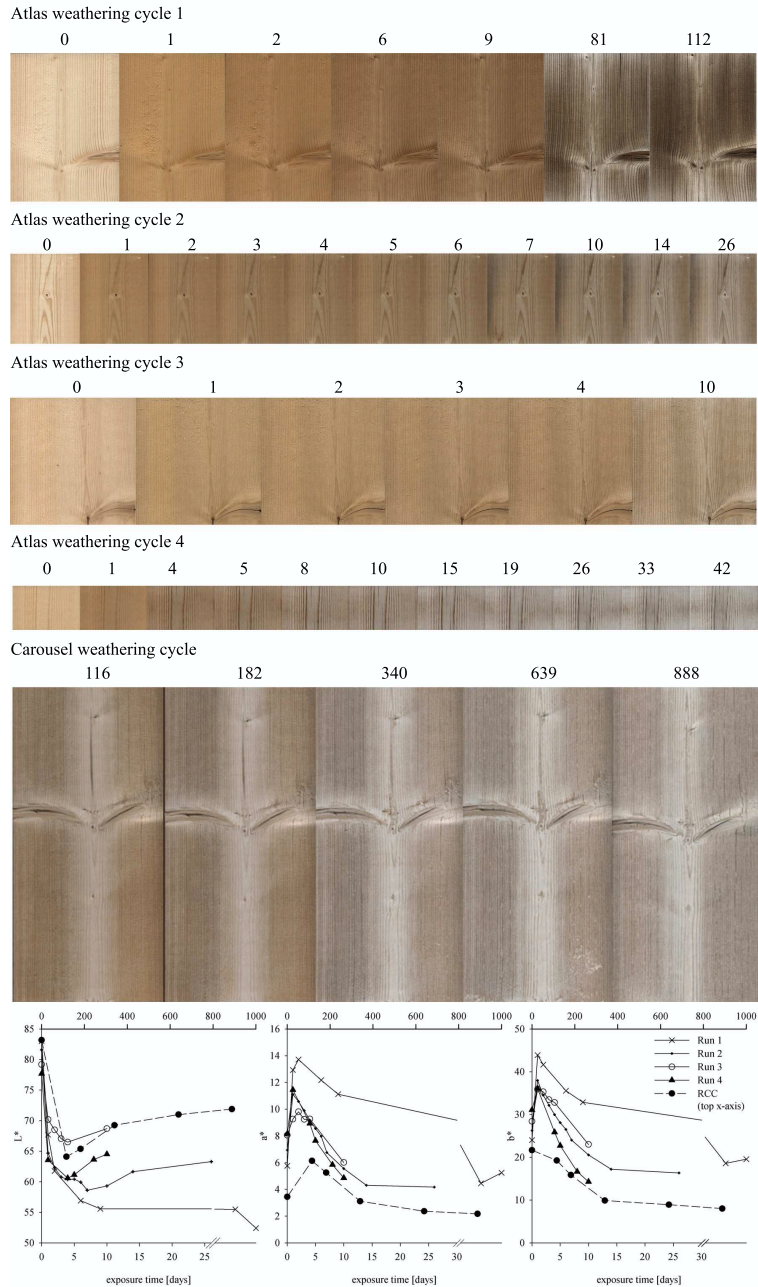 Atlas weathering cycle 1
0 1 2 6 9 81 112
Atlas weathering cycle 2
0 1 2 3 4 5 6 7 10 14 26
Atlas weathering cycle 3
0 1 2 3 4 10
Atlas weathering cycle 4
0 1 4 5 8 10 15 19 26 33 42
Carousel weathering cycle
116 182 340 639 888
0 200 400 600 800 1000
85
80
75
70
65
60
55
50
L*
0 5 10 15 20 25
exposure time [days]
0 200 400 600 800 1000
16
14
12
10
8
6
4
2
0
a*
0 5 10 30
exposure time [days]
0 200 400 600 800 1000
50
40
30
20
10
0
b*
Run 1
Run 2
Run 3
Run 4
RCC
(top x-axis)
0 5 10 30
exposure time [days]